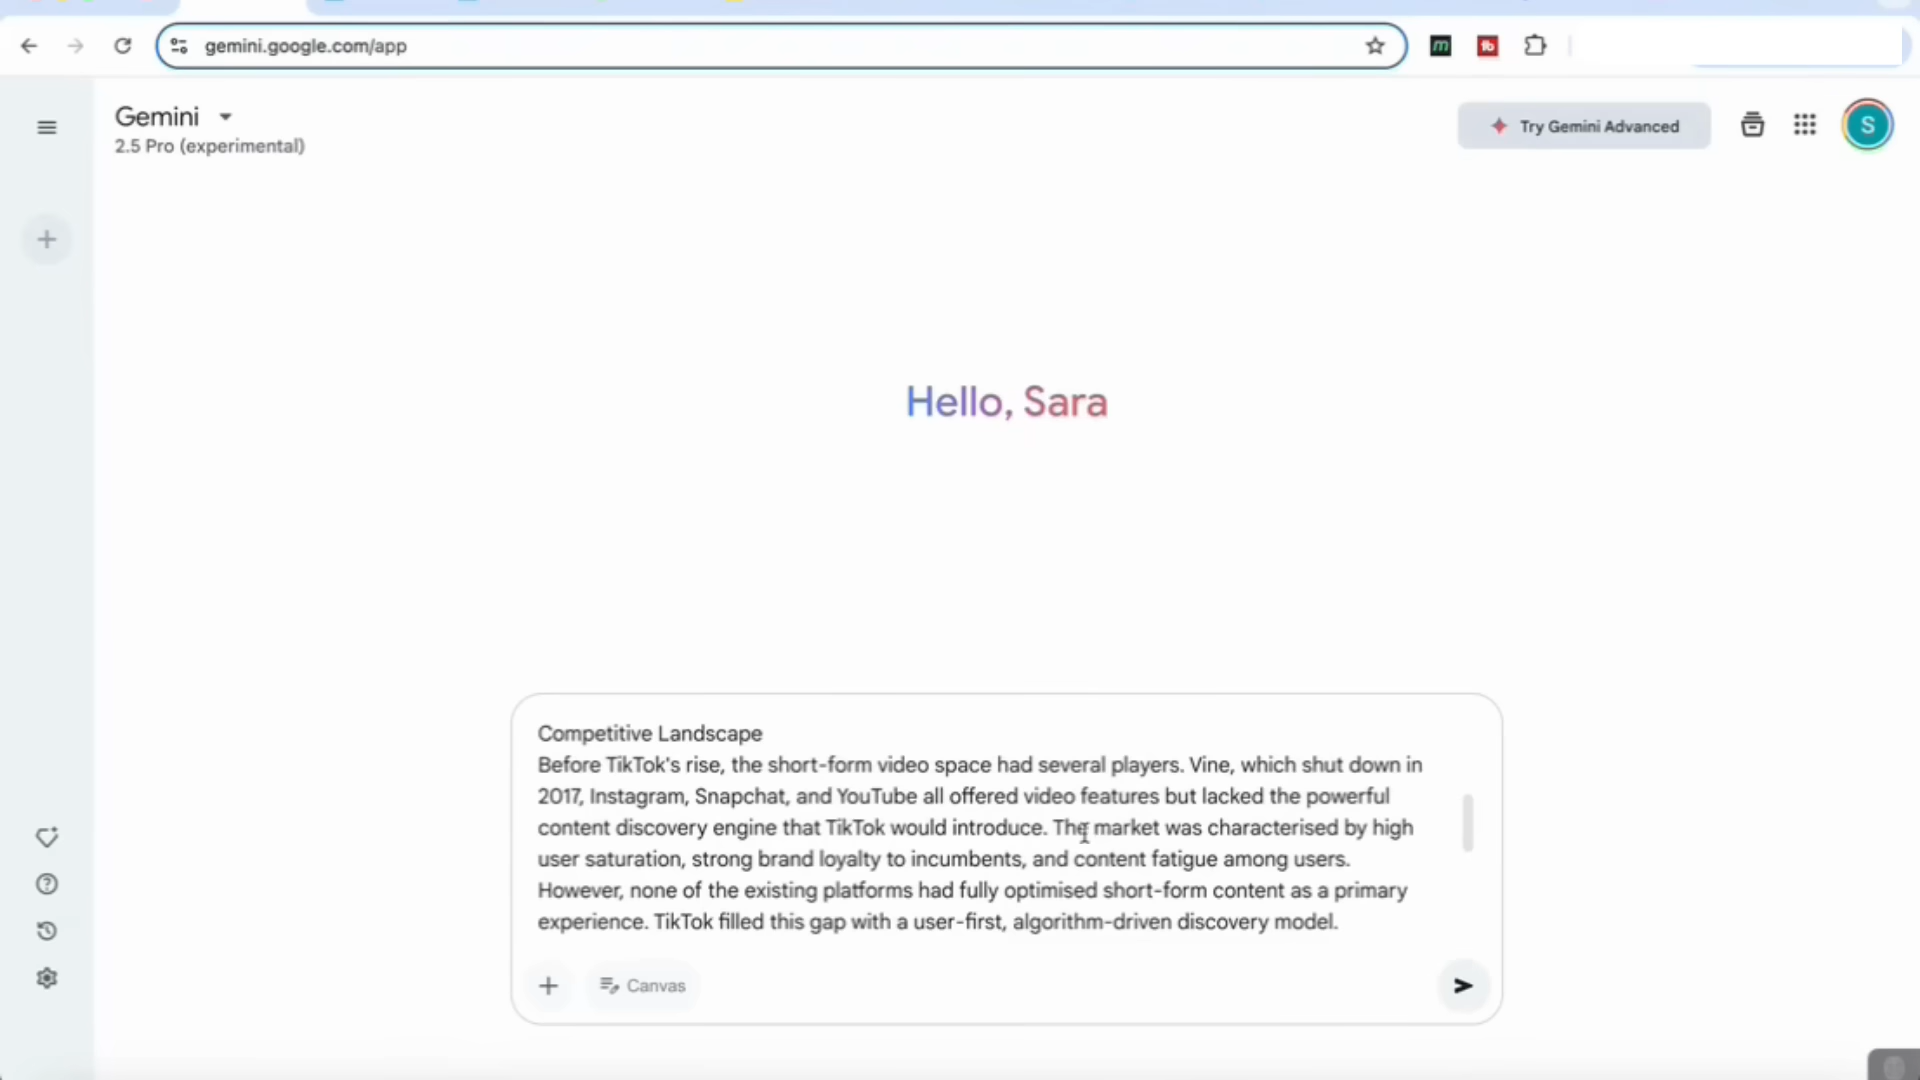 gemini.google.com/app
Gemini
2.5 Pro (experimental)
Try Gemini Advanced
S
Hello, Sara
Competitive Landscape
Before TikTok's rise, the short-form video space had several players. Vine, which shut down in
2017, Instagram, Snapchat, and YouTube all offered video features but lacked the powerful
content discovery engine that TikTok would introduce. The market was characterised by high
user saturation, strong brand loyalty to incumbents, and content fatigue among users.
However, none of the existing platforms had fully optimised short-form content as a primary
experience. TikTok filled this gap with a user-first, algorithm-driven discovery model.
Canvas